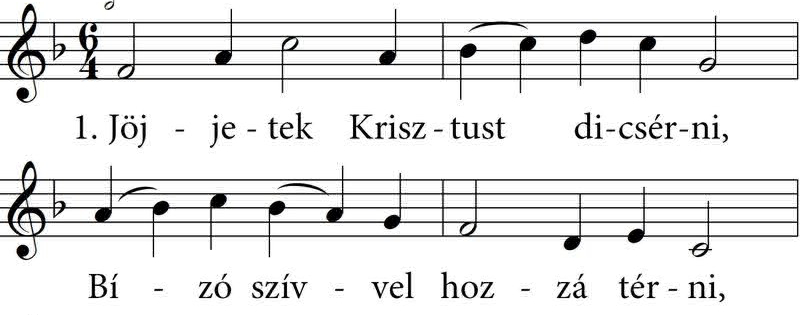 6
4
1. Jöj - je - tek Krisz - tust di - csér - ni,
Bí - zó szív - vel hoz - zá tér - ni,